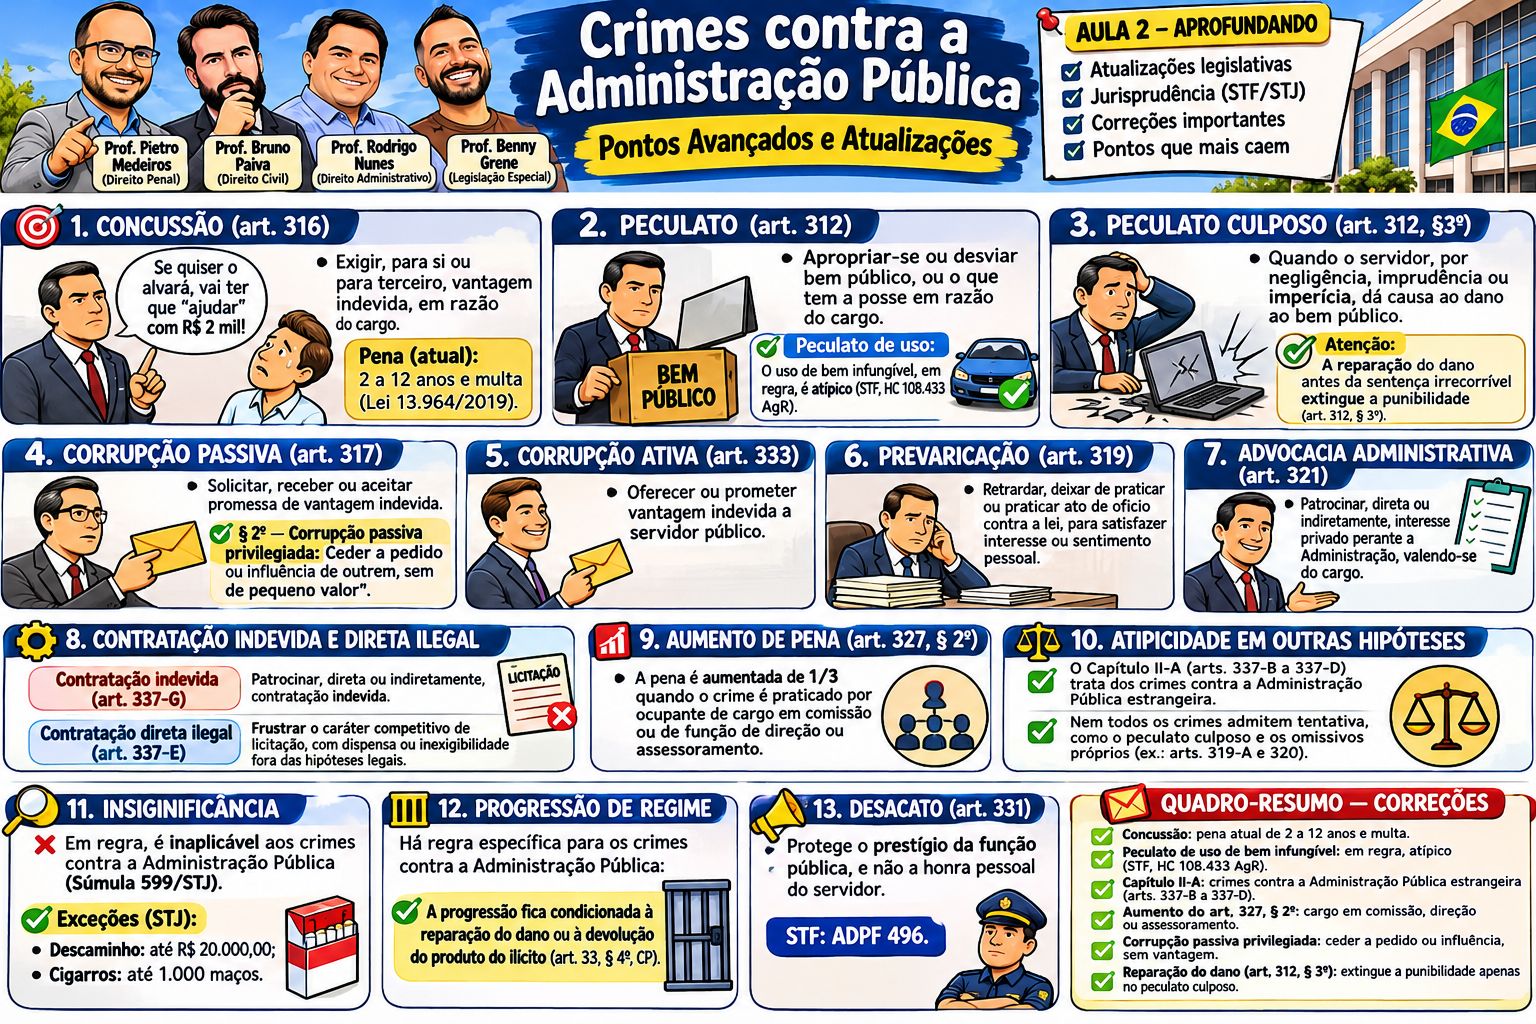 Crimes contra a
Administração Pública
Pontos Avançados e Atualizações
Prof. Pietro
Medeiros
(Direito Penal)
Prof. Bruno
Paiva
(Direito Civil)
Prof. Rodrigo
Nunes
(Direito Administrativo)
Prof. Benny
Grene
(Legislação Especial)
AULA 2 – APROFUNDANDO
Atualizações legislativas
Jurisprudência (STF/STJ)
Correções importantes
Pontos que mais caem
1. CONCUSSÃO (art. 316)
Se quiser o
alvará, vai ter
que "ajudar"
com R$ 2 mil!
• Exigir, para si ou
para terceiro, vantagem
indevida, em razão
do cargo.
Pena (atual):
2 a 12 anos e multa
(Lei 13.964/2019).
2. PECULATO (art. 312)
• Apropriar-se ou desviar
bem público, ou o que
tem a posse em razão
do cargo.
BEM
PÚBLICO
Peculato de uso:
O uso de bem infungível, em
regra, é atípico (STF, HC 108.433
AgR).
3. PECULATO CULPOSO (art. 312, §3º)
• Quando o servidor, por
negligência, imprudência ou
imperícia, dá causa ao dano
ao bem público.
Atenção:
A reparação do dano
antes da sentença irrecorrível
extingue a punibilidade
(art. 312, § 3º).
4. CORRUPÇÃO PASSIVA (art. 317)
• Solicitar, receber ou aceitar
promessa de vantagem indevida.
§ 2º — Corrupção passiva
privilegiada: Ceder a pedido
ou influência de outrem, sem
de pequeno valor".
5. CORRUPÇÃO ATIVA (art. 333)
• Oferecer ou prometer
vantagem indevida a
servidor público.
6. PREVARICAÇÃO (art. 319)
• Retrardar, deixar de praticar
ou praticar ato de oficio
contra a lei, para satisfazer
interesse ou sentimento
pessoal.
7. ADVOCACIA ADMINISTRATIVA
(art. 321)
• Patrocinar, direta ou
indiretamente, interesse
privado perante a
Administração, valendo-se
do cargo.
8. CONTRATAÇÃO INDEVIDA E DIRETA ILEGAL
Contratação indevida
(art. 337-G)
Patrocinar, direta ou indiretamente,
contratação indevida.
Contratação direta ilegal
(art. 337-E)
Frustrar o caráter competitivo de
licitação, com dispensa ou inexigibilidade
fora das hipóteses legais.
LICITAÇÃO
9. AUMENTO DE PENA (art. 327, § 2º)
• A pena é aumentada de 1/3
quando o crime é praticado por
ocupante de cargo em comissão
ou de função de direção ou
assessoramento.
10. ATIPICIDADE EM OUTRAS HIPÓTESES
O Capítulo II-A (arts. 337-B a 337-D)
trata dos crimes contra a Administração
Pública estrangeira.
Nem todos os crimes admitem tentativa,
como o peculato culposo e os omissivos
próprios (ex.: arts. 319-A e 320).
11. INSIGINIFICÂNCIA
Em regra, é inaplicável aos crimes
contra a Administração Pública
(Súmula 599/STJ).
Exceções (STJ):
• Descaminho: até R$ 20.000,00;
• Cigarros: até 1.000 maços.
12. PROGRESSÃO DE REGIME
Há regra específica para os crimes
contra a Administração Pública:
A progressão fica condicionada à
reparação do dano ou à devolução
do produto do ilícito (art. 33, § 4º, CP).
13. DESACATO (art. 331)
• Protege o prestígio da função
pública, e não a honra pessoal
do servidor.
STF: ADPF 496.
QUADRO-RESUMO — CORREÇÕES
Concussão: pena atual de 2 a 12 anos e multa.
Peculato de uso de bem infungível: em regra, atípico
(STF, HC 108.433 AgR).
Capítulo II-A: crimes contra a Administração Pública estrangeira
(arts. 337-B a 337-D).
Aumento do art, 327, § 2º: cargo em comissão, direção
ou assessoramento.
Corrupção passiva privilegiada: ceder a pedido ou influência,
sem vantagem.
Reparação do dano (art, 312, § 3º): extingue a punibilidade apenas
no peculato culposo.